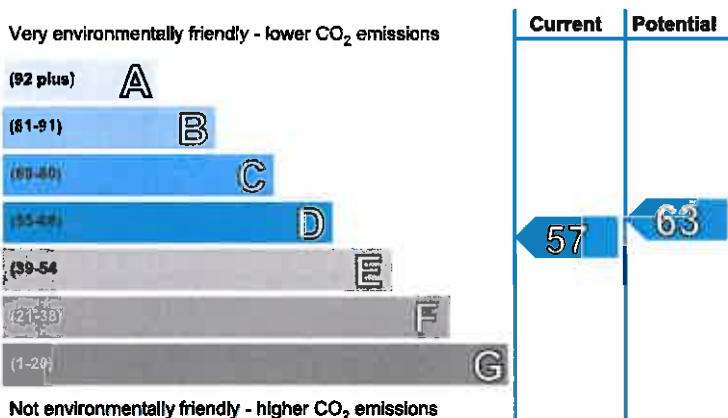 Current Potential
Very environmentally friendly - lower CO₂ emissions
(92 plus) A
(81-91) B
C
D
57 63
(39-54 E
(21-38) F
(1-20) G
Not environmentally friendly - higher CO₂ emissions